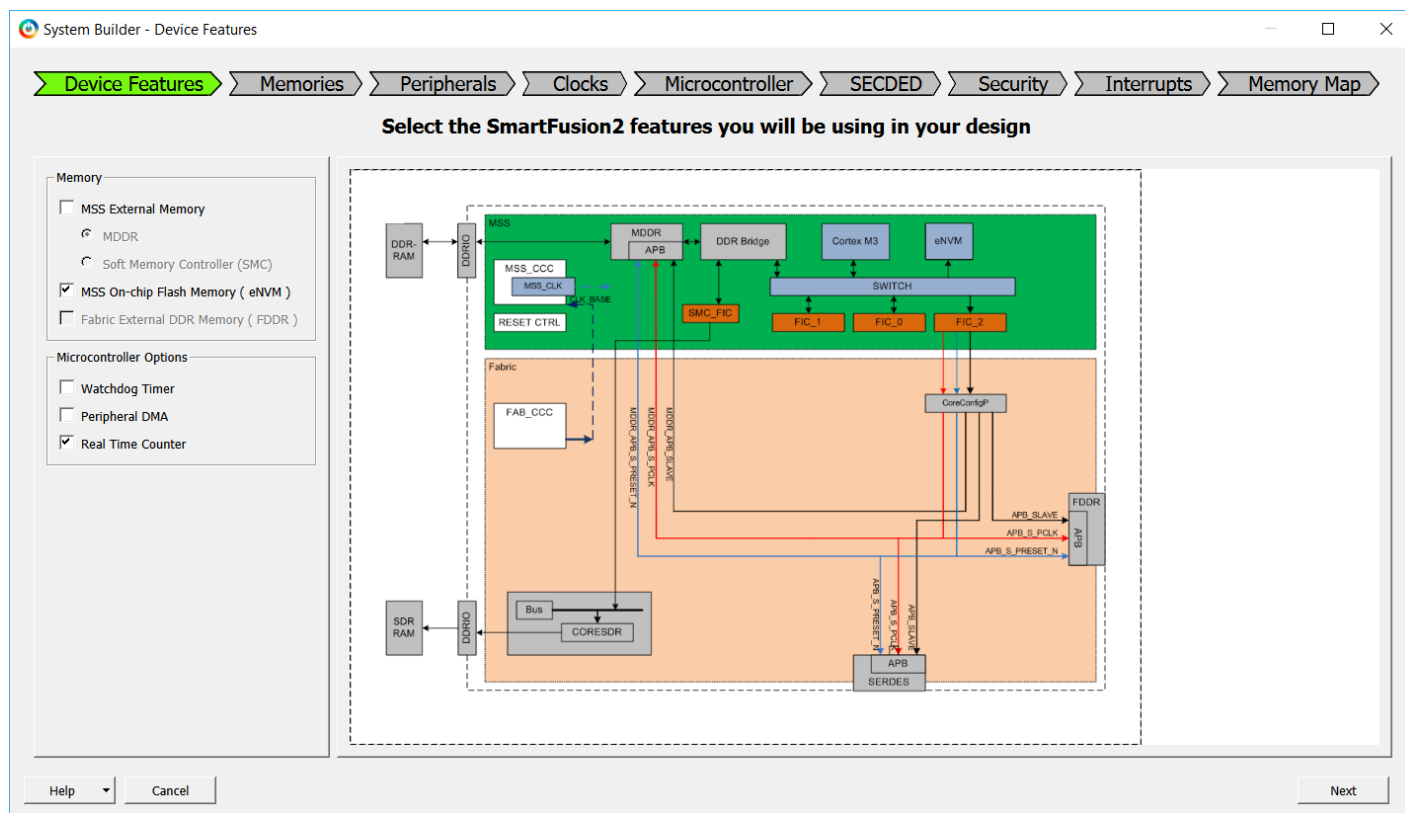 System Builder - Device Features
Device Features
Memories
Peripherals
Clocks
Microcontroller
SECDED
Security
Interrupts
Memory Map
Select the SmartFusion2 features you will be using in your design
Memory
MSS External Memory
MDDR
Soft Memory Controller (SMC)
MSS On-chip Flash Memory ( eNVM )
Fabric External DDR Memory ( FDDR )
Microcontroller Options
Watchdog Timer
Peripheral DMA
Real Time Counter
MSS
DDR-
RAM
DDRIO
MDDR
APB
DDR Bridge
Cortex M3
eNVM
MSS_CCC
MSS_CLK
CLK_BASE
RESET CTRL
SWITCH
SMC_FIC
FIC_1
FIC_0
FIC_2
Fabric
FAB_CCC
CoreConfigP
MDDR_APB_S_PRESET_N
MDDR_APB_S_PCLK
MDDR_APB_SLAVE
FDDR
APB
APB_SLAVE
APB_S_PCLK
APB_S_PRESET_N
APB_S_PRESET_N
APB_S_PCLK
APB_SLAVE
SDR
RAM
DDRIO
Bus
CORESDR
APB
SERDES
Help
Cancel
Next